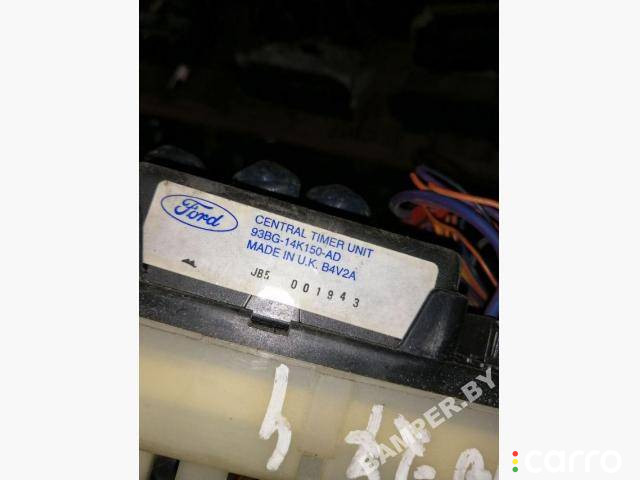 Ford
CENTRAL TIMER UNIT
93BG-14K150-AD
MADE IN U.K. B4V2A
JB5 001943
BAMPER.BY
carro